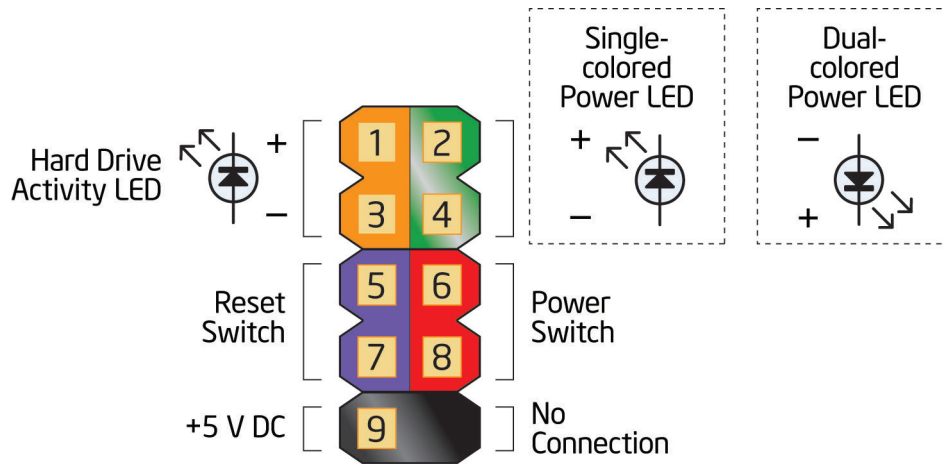 Single-
colored
Power LED
Dual-
colored
Power LED
Hard Drive
Activity LED
+
−
1
2
3
4
+
−
−
+
Reset
Switch
5
6
7
8
Power
Switch
+5 V DC
9
No
Connection